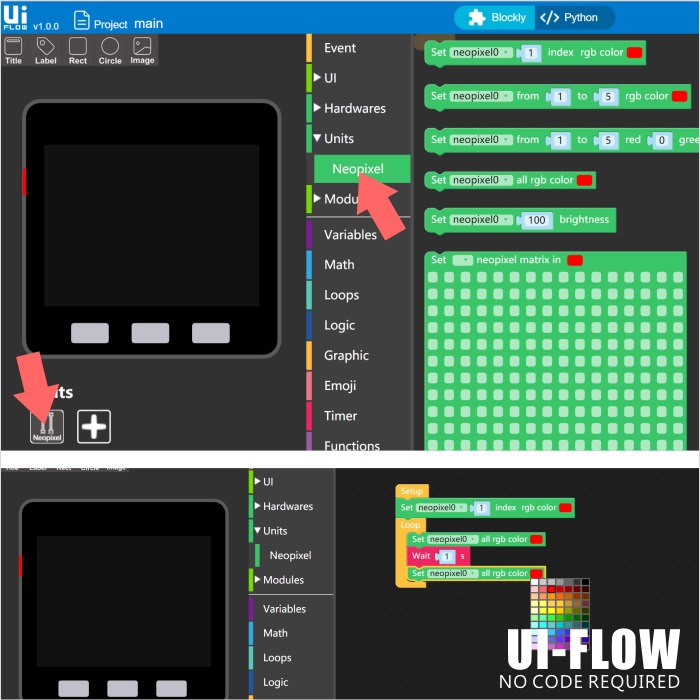 Ui
FLOW v1.0.0
Project main
Blockly
Python
Title Label Rect Circle Image
Event
UI
Hardwares
Units
Neopixel
Modu
Variables
Math
Loops
Logic
Graphic
Emoji
Timer
Functions
Set neopixel0 1 index rgb color
Set neopixel0 from 1 to 5 rgb color
Set neopixel0 from 1 to 5 red 0 gree
Set neopixel0 all rgb color
Set neopixel0 100 brightness
Set neopixel matrix in
ts
Neopixel
Title Label Rect Circle Image
UI
Hardwares
Units
Neopixel
Modules
Variables
Math
Loops
Logic
Setup
Set neopixel0 1 index rgb color
Loop
Set neopixel0 all rgb color
Wait 1 s
Set neopixel0 all rgb color
UI-FLOW
NO CODE REQUIRED